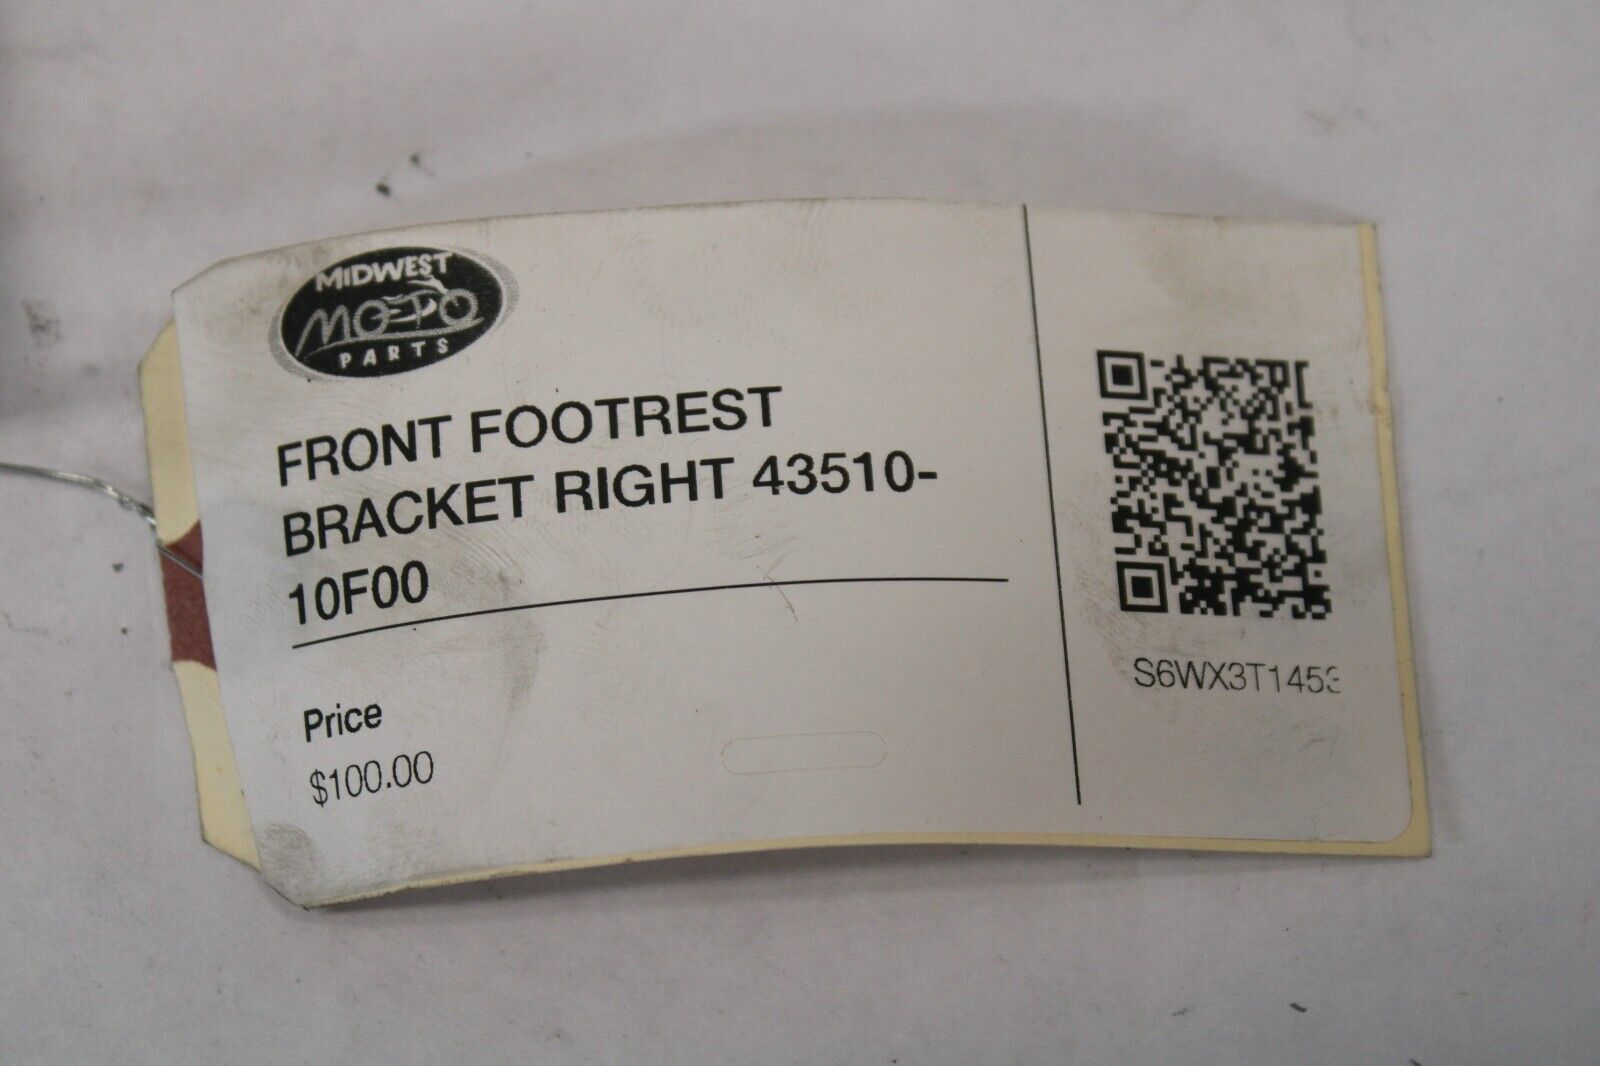 MIDWEST
MOTO
PARTS
FRONT FOOTREST
BRACKET RIGHT 43510-
10F00
Price
$100.00
S6WX3T1453